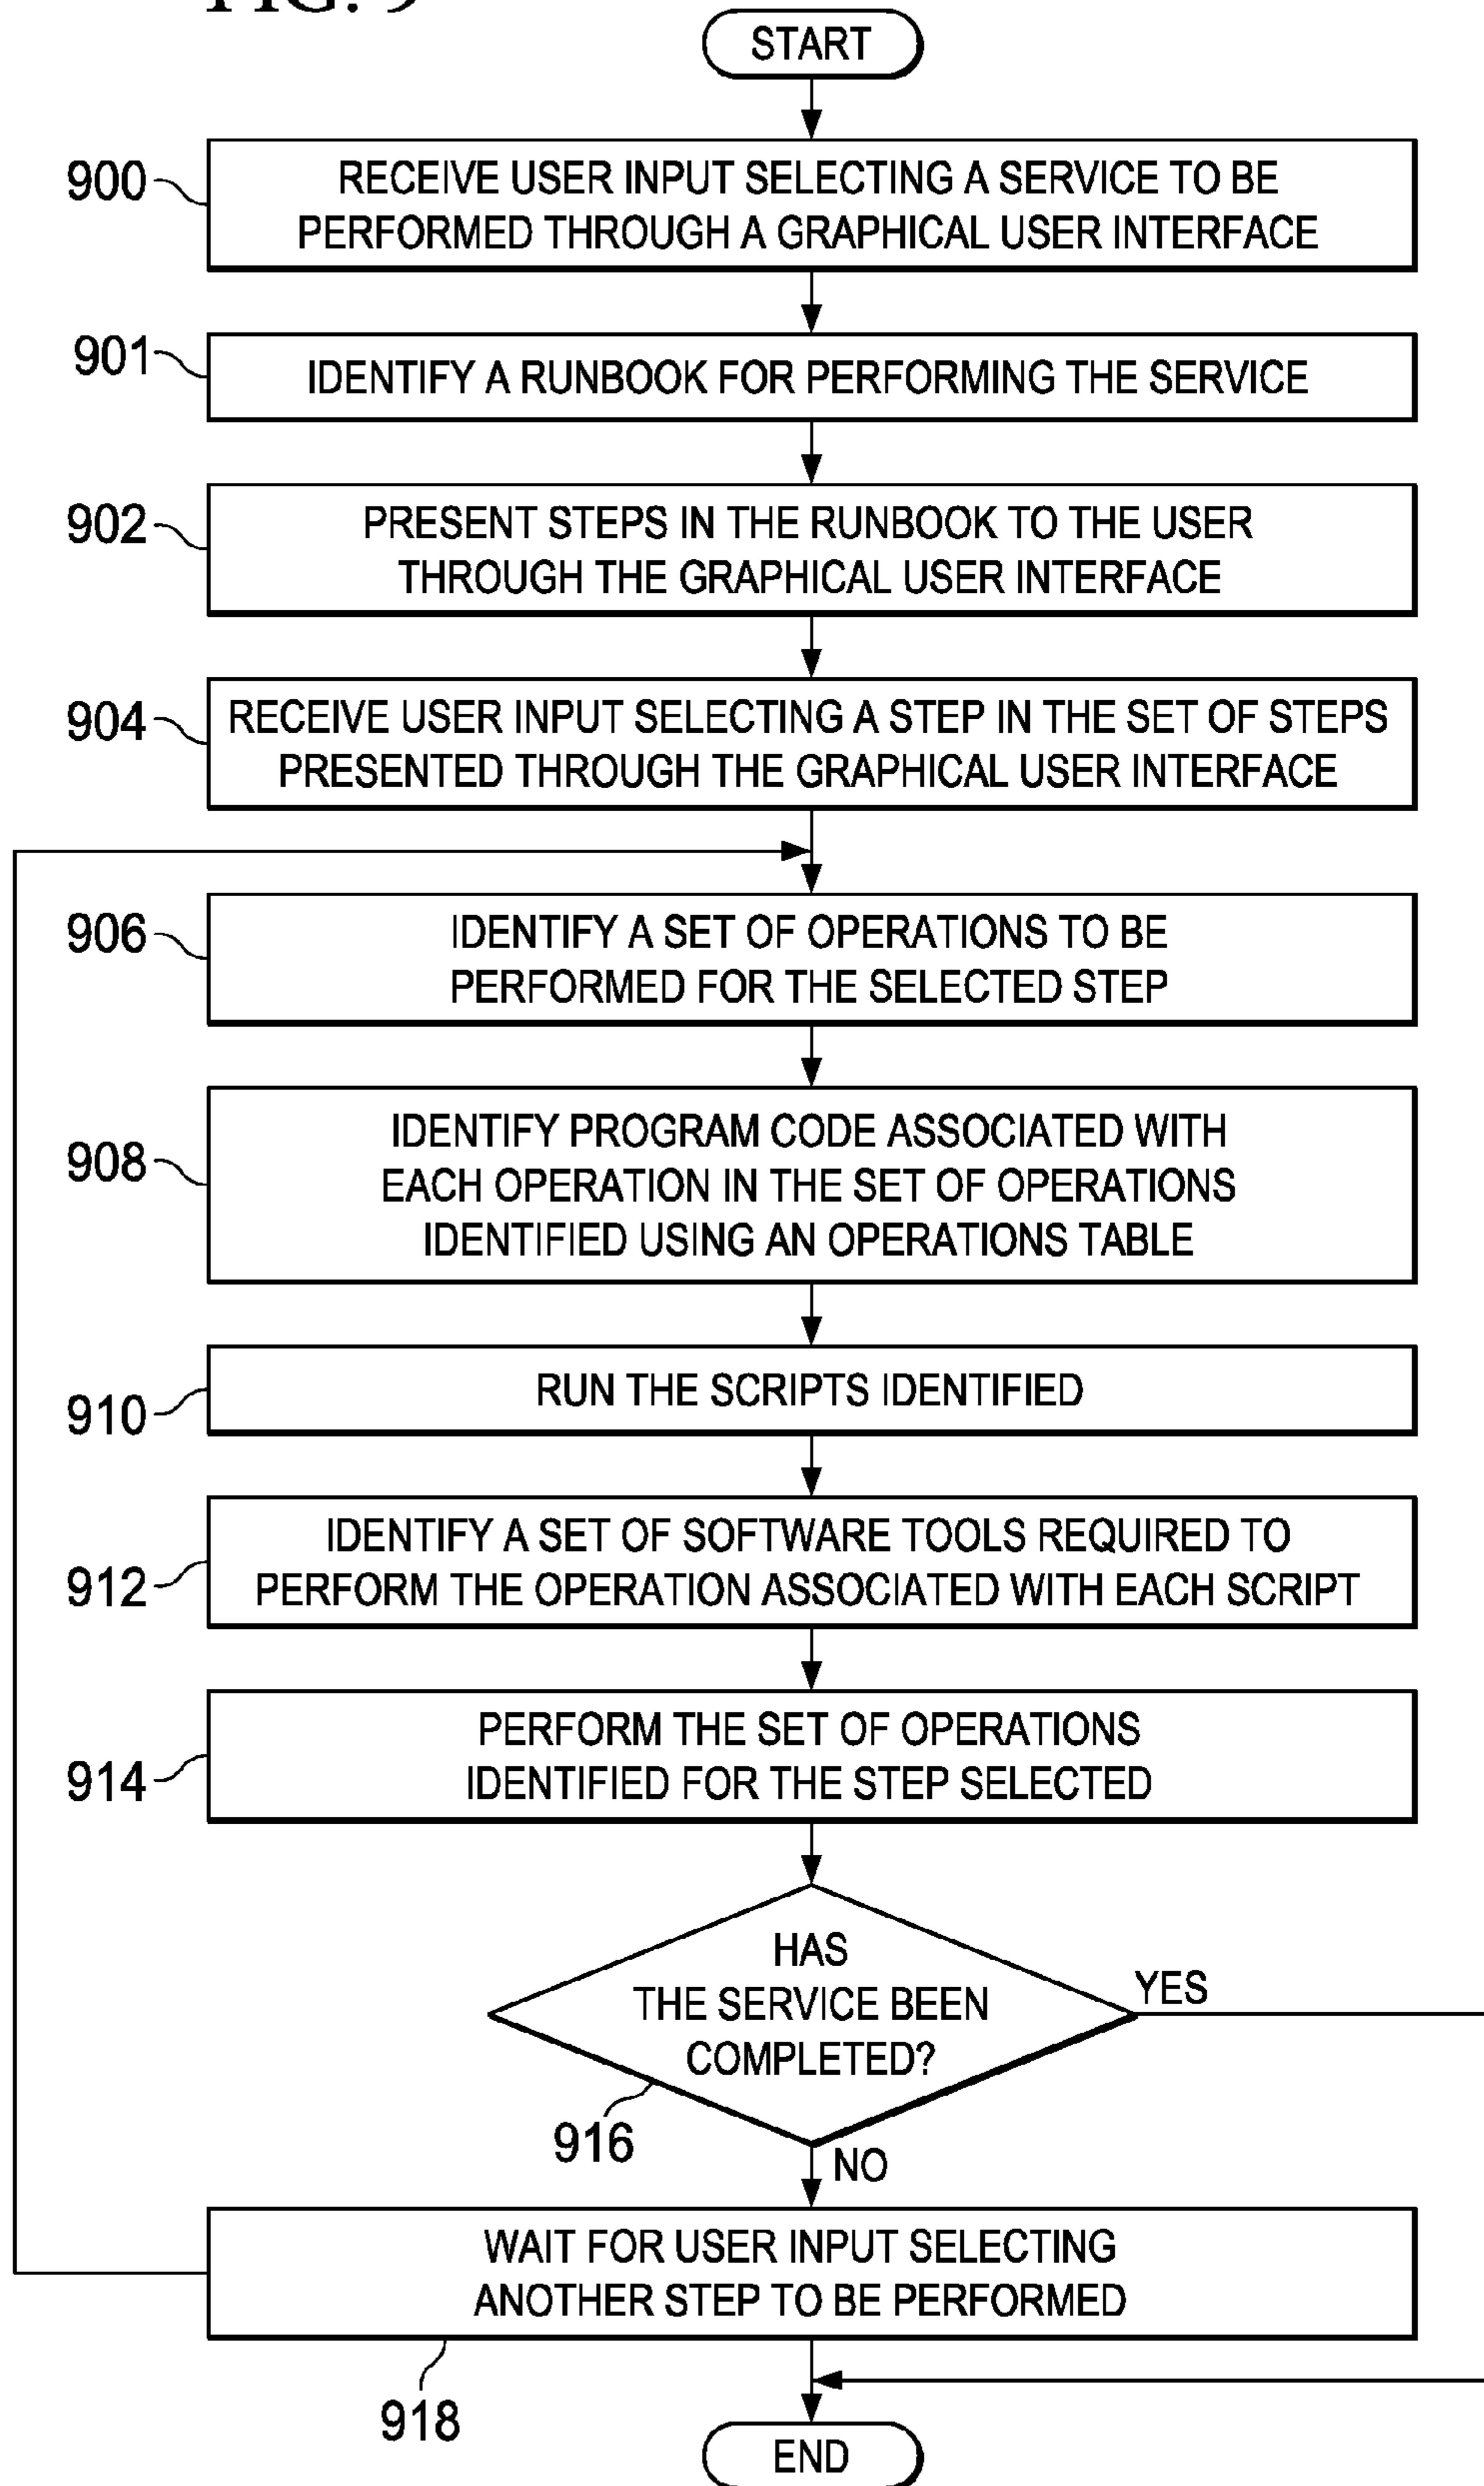 FIG. 9
START
900
RECEIVE USER INPUT SELECTING A SERVICE TO BE
PERFORMED THROUGH A GRAPHICAL USER INTERFACE
901
IDENTIFY A RUNBOOK FOR PERFORMING THE SERVICE
902
PRESENT STEPS IN THE RUNBOOK TO THE USER
THROUGH THE GRAPHICAL USER INTERFACE
904
RECEIVE USER INPUT SELECTING A STEP IN THE SET OF STEPS
PRESENTED THROUGH THE GRAPHICAL USER INTERFACE
906
IDENTIFY A SET OF OPERATIONS TO BE
PERFORMED FOR THE SELECTED STEP
908
IDENTIFY PROGRAM CODE ASSOCIATED WITH
EACH OPERATION IN THE SET OF OPERATIONS
IDENTIFIED USING AN OPERATIONS TABLE
910
RUN THE SCRIPTS IDENTIFIED
912
IDENTIFY A SET OF SOFTWARE TOOLS REQUIRED TO
PERFORM THE OPERATION ASSOCIATED WITH EACH SCRIPT
914
PERFORM THE SET OF OPERATIONS
IDENTIFIED FOR THE STEP SELECTED
HAS
THE SERVICE BEEN
COMPLETED?
YES
916
NO
WAIT FOR USER INPUT SELECTING
ANOTHER STEP TO BE PERFORMED
918
END